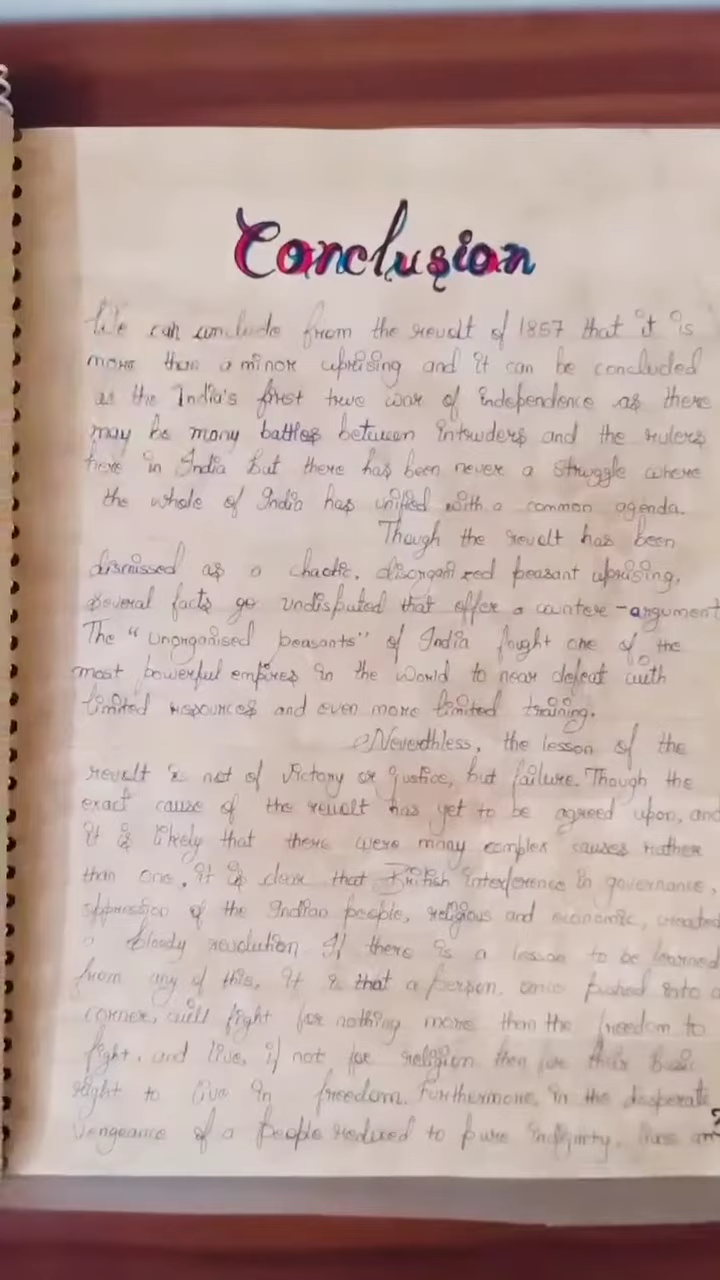 Conclusion
We can conclude from the revolt of 1857 that it is
more than a minor uprising and it can be concluded
as the India's first true war of independence as there
may be many battles between intruders and the rulers
here in India but there has been never a struggle where
the whole of India has unified with a common agenda.
Though the revolt has been
dismissed as a chaotic, disorganized peasant uprising,
several facts go undisputed that offer a countere-argument
The "unorganised peasants" of India fought one of the
most powerful empires in the world to near defeat with
limited resources and even more limited training.
Neverthless, the lesson of the
revolt is not of victory or justice, but failure. Though the
exact cause of the revolt has yet to be agreed upon, and
it is likely that there were many complex causes rather
than one, it is clear that British interference in governance,
oppression of the Indian people, religious and economic, created
a bloody revolution. If there is a lesson to be learned
from any of this, it is that a person, once pushed into a
corner, will fight for nothing more than the freedom to
fight, and live, if not for religion then for their basic
right to live in freedom. Furthermore, in the desperate
vengeance of a people reduced to pure